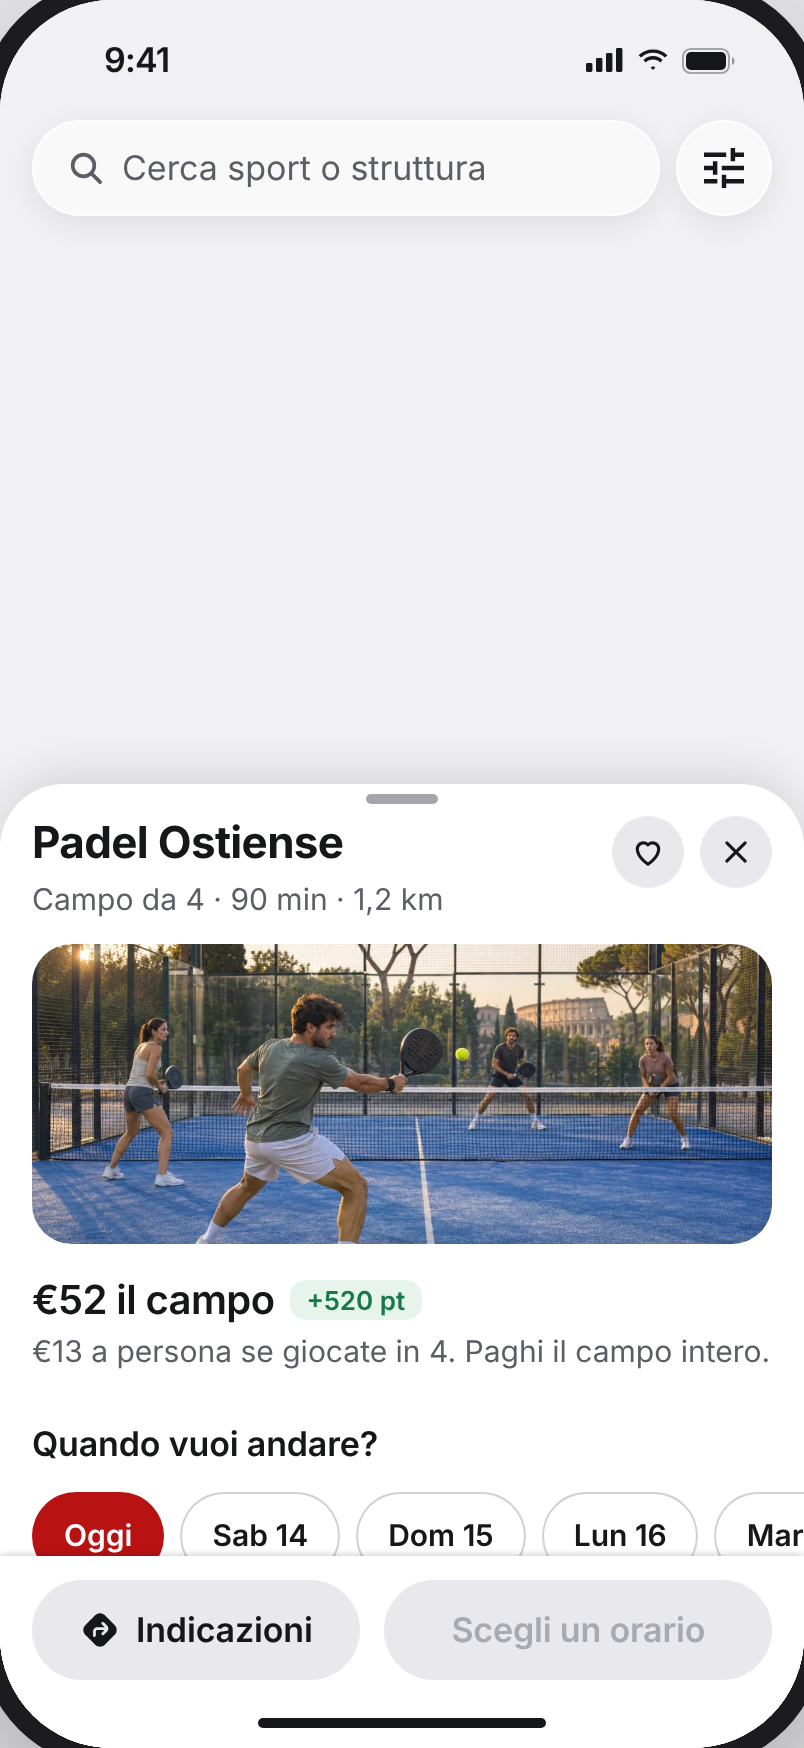 9:41
Cerca sport o struttura
Padel Ostiense
Campo da 4 · 90 min · 1,2 km
€52 il campo +520 pt
€13 a persona se giocate in 4. Paghi il campo intero.
Quando vuoi andare?
Oggi Sab 14 Dom 15 Lun 16 Mar
Indicazioni Scegli un orario